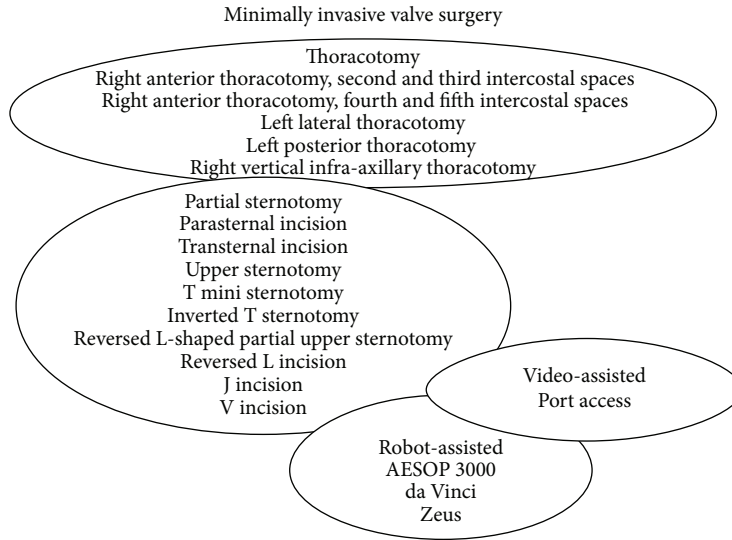 Minimally invasive valve surgery
Thoracotomy
Right anterior thoracotomy, second and third intercostal spaces
Right anterior thoracotomy, fourth and fifth intercostal spaces
Left lateral thoracotomy
Left posterior thoracotomy
Right vertical infra-axillary thoracotomy
Partial sternotomy
Parasternal incision
Transternal incision
Upper sternotomy
T mini sternotomy
Inverted T sternotomy
Reversed L-shaped partial upper sternotomy
Reversed L incision
J incision
V incision
Video-assisted
Port access
Robot-assisted
AESOP 3000
da Vinci
Zeus